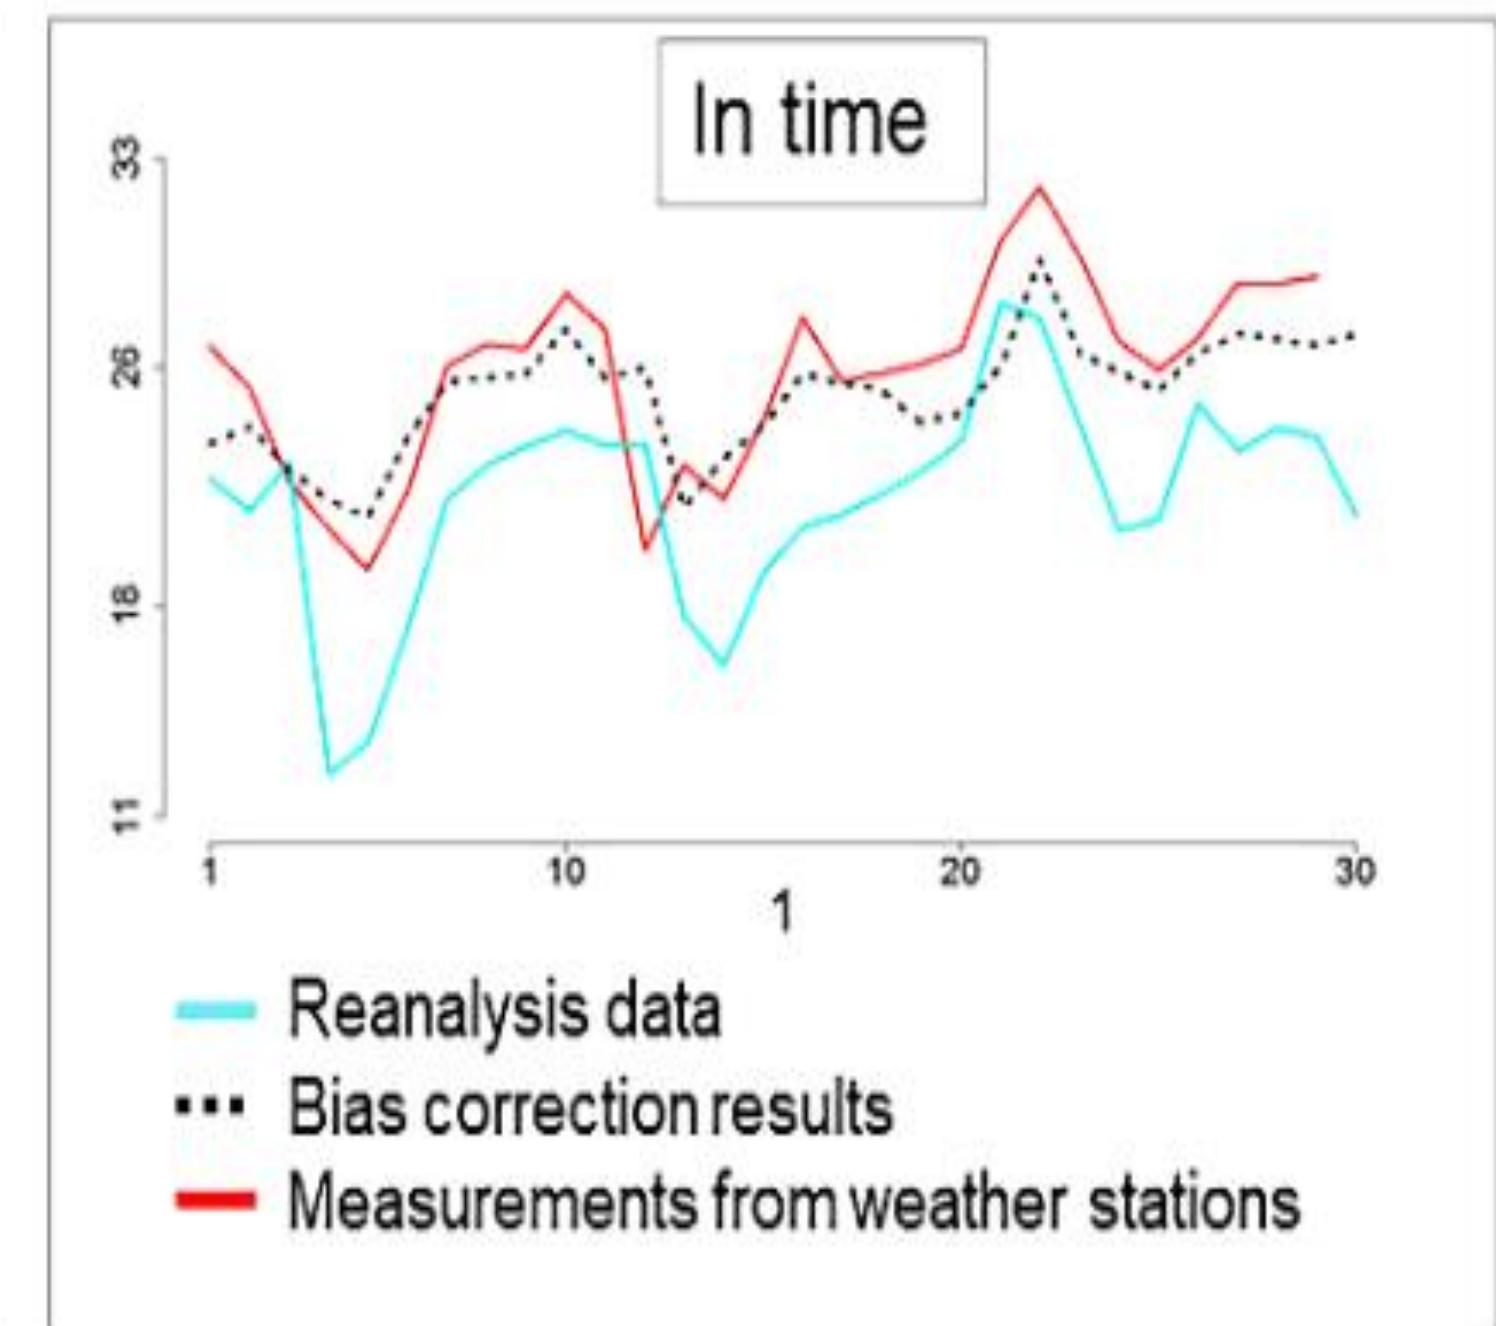 In time
33
26
18
11
1 10 20 30
1
Reanalysis data
Bias correction results
Measurements from weather stations